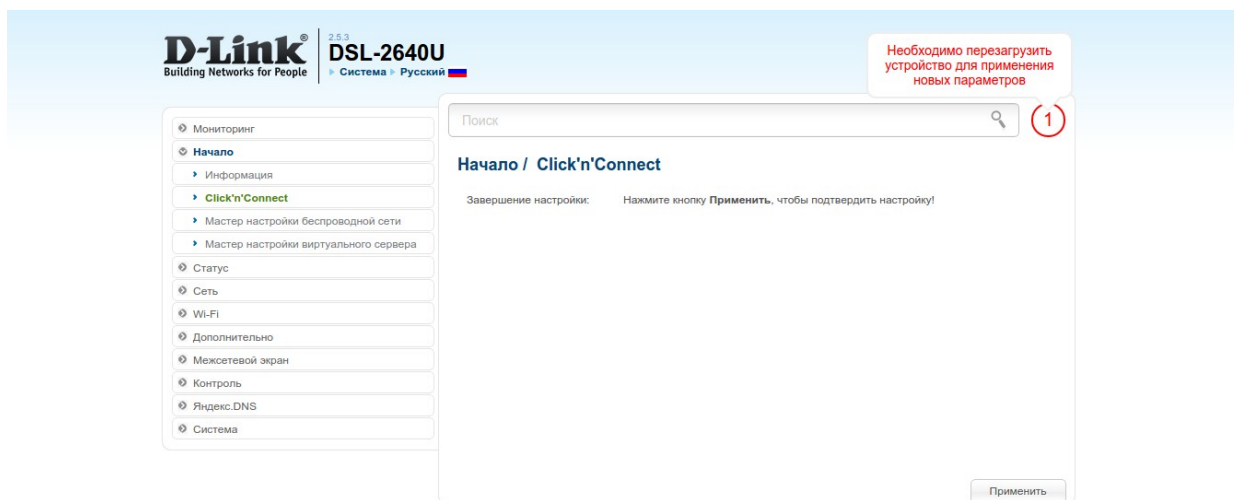 D-Link®
Building Networks for People
2.5.3
DSL-2640U
Система Русский
Необходимо перезагрузить
устройство для применения
новых параметров
Поиск
1
Мониторинг
Начало
Информация
Click'n'Connect
Мастер настройки беспроводной сети
Мастер настройки виртуального сервера
Статус
Сеть
Wi-Fi
Дополнительно
Межсетевой экран
Контроль
Яндекс.DNS
Система
Начало / Click'n'Connect
Завершение настройки: Нажмите кнопку Применить, чтобы подтвердить настройку!
Применить